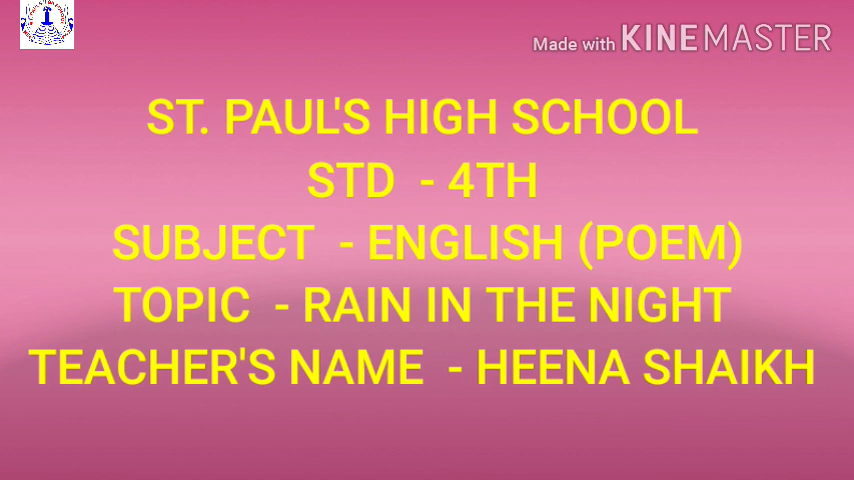 Made with KINEMASTER
ST. PAUL'S HIGH SCHOOL
STD - 4TH
SUBJECT - ENGLISH (POEM)
TOPIC - RAIN IN THE NIGHT
TEACHER'S NAME - HEENA SHAIKH